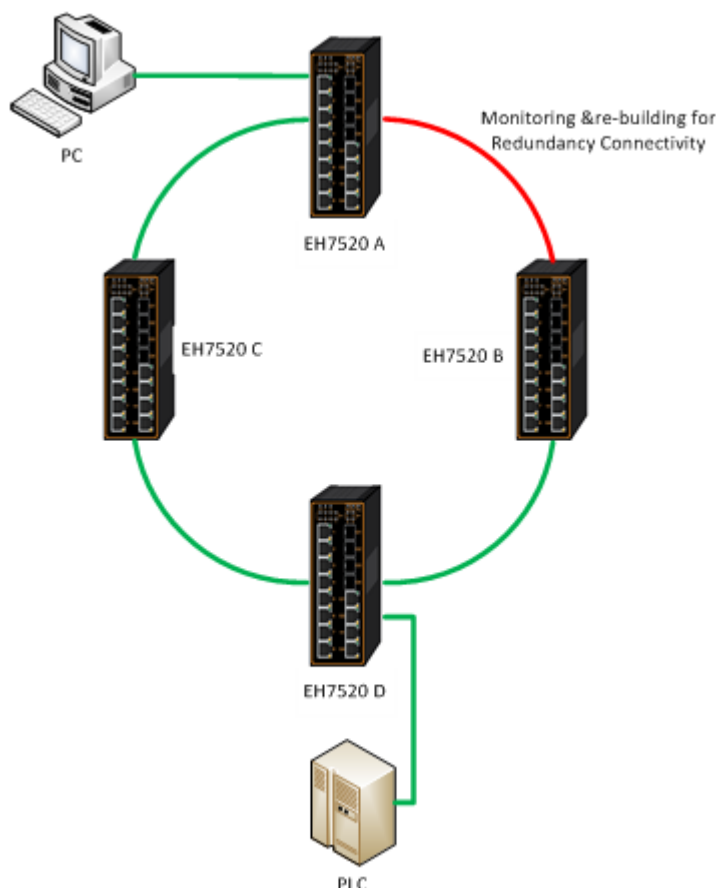 PC
EH7520 A
Monitoring &re-building for
Redundancy Connectivity
EH7520 C
EH7520 B
EH7520 D
PLC